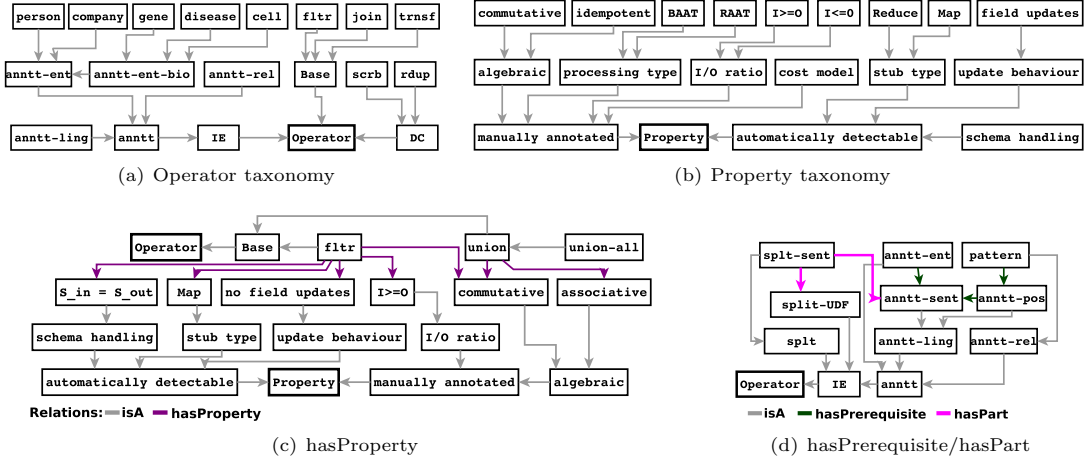 person company gene disease cell fltr join trnsf
anntt-ent anntt-ent-bio anntt-rel Base scrb rdup
anntt-ling anntt IE Operator DC
(a) Operator taxonomy
commutative idempotent BAAT RAAT I>=O I<=0 Reduce Map field updates
algebraic processing type I/O ratio cost model stub type update behaviour
manually annotated Property automatically detectable schema handling
(b) Property taxonomy
Operator Base fltr union union-all
S_in = S_out Map no field updates I>=O commutative associative
schema handling stub type update behaviour I/O ratio
automatically detectable Property manually annotated algebraic
Relations: isA hasProperty
(c) hasProperty
splt-sent anntt-ent pattern
split-UDF anntt-sent anntt-pos
splt anntt-ling anntt-rel
Operator IE anntt
isA hasPrerequisite hasPart
(d) hasPrerequisite/hasPart